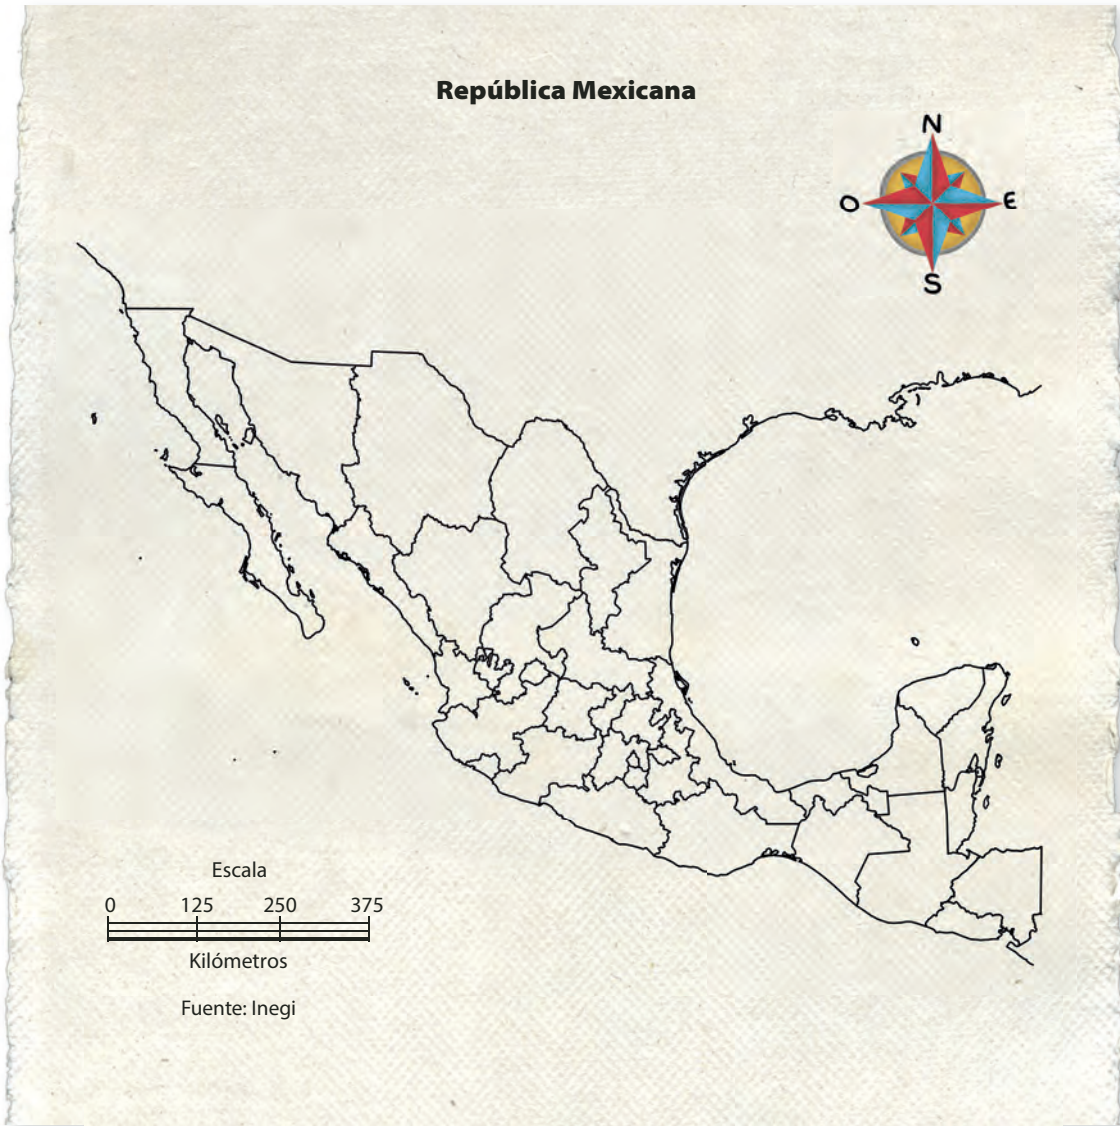 República Mexicana
N
O
E
S
Escala
0 125 250 375
Kilómetros
Fuente: Inegi